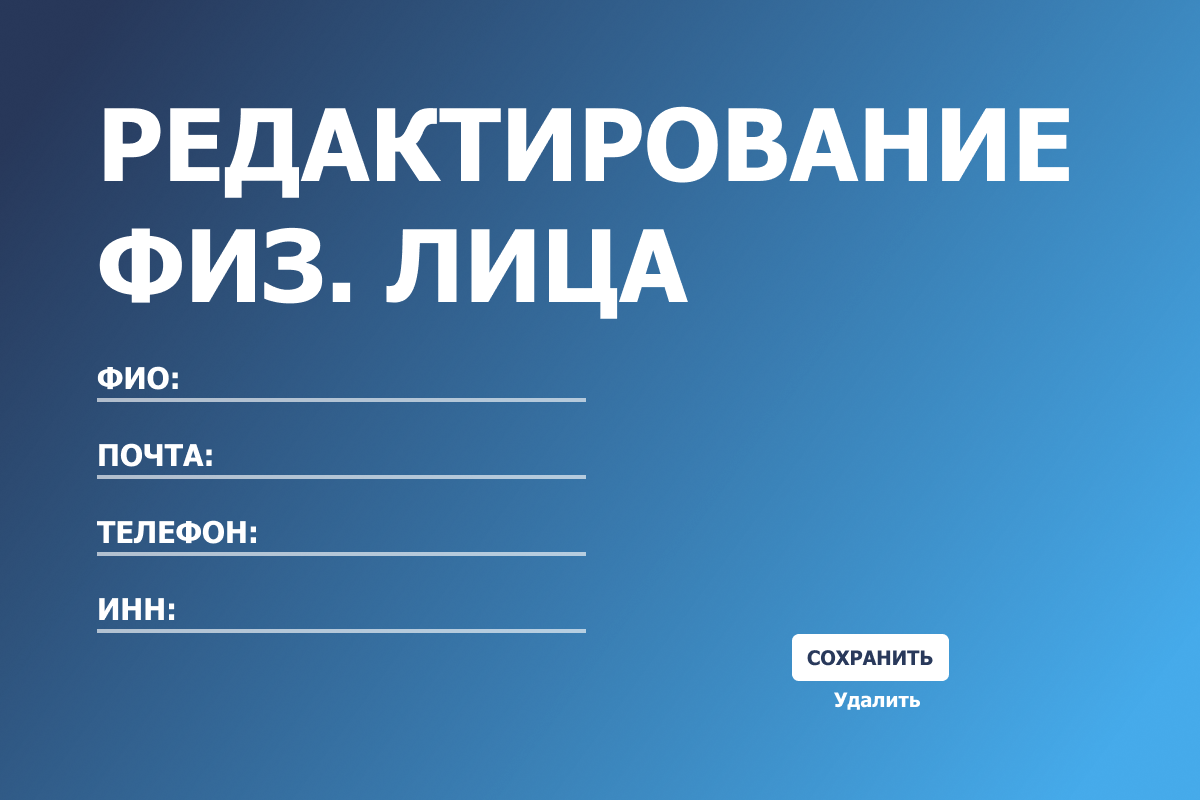 РЕДАКТИРОВАНИЕ
ФИЗ. ЛИЦА
ФИО:
ПОЧТА:
ТЕЛЕФОН:
ИНН:
СОХРАНИТЬ
Удалить